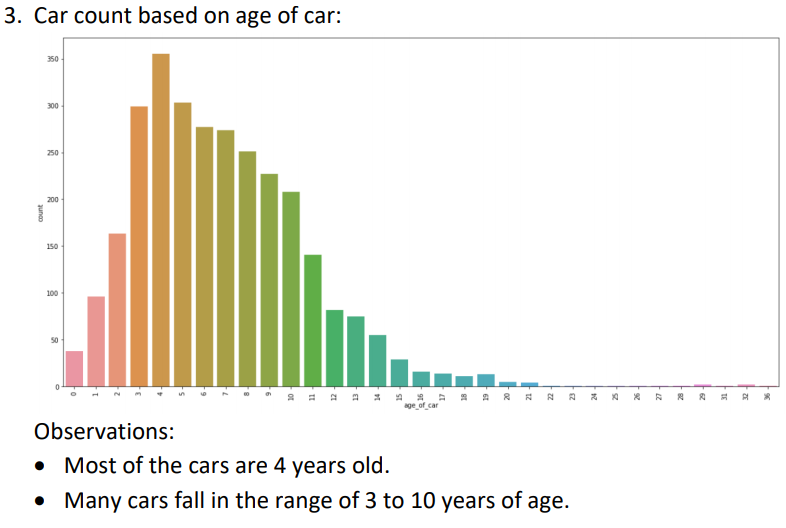 3. Car count based on age of car:
350
300
250
200
150
100
50
0
count
0 1 2 3 4 5 6 7 8 9 10 11 12 13 14 15 16 17 18 19 20 21 22 23 24 25 26 27 28 29 31 32 36
age_of_car
Observations:
• Most of the cars are 4 years old.
• Many cars fall in the range of 3 to 10 years of age.